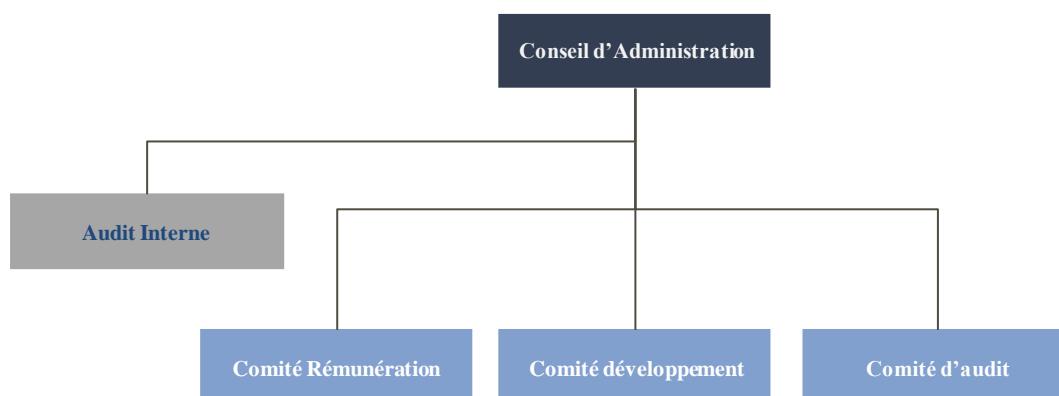 Conseil d’Administration
Audit Interne
Comité Rémunération
Comité développement
Comité d’audit